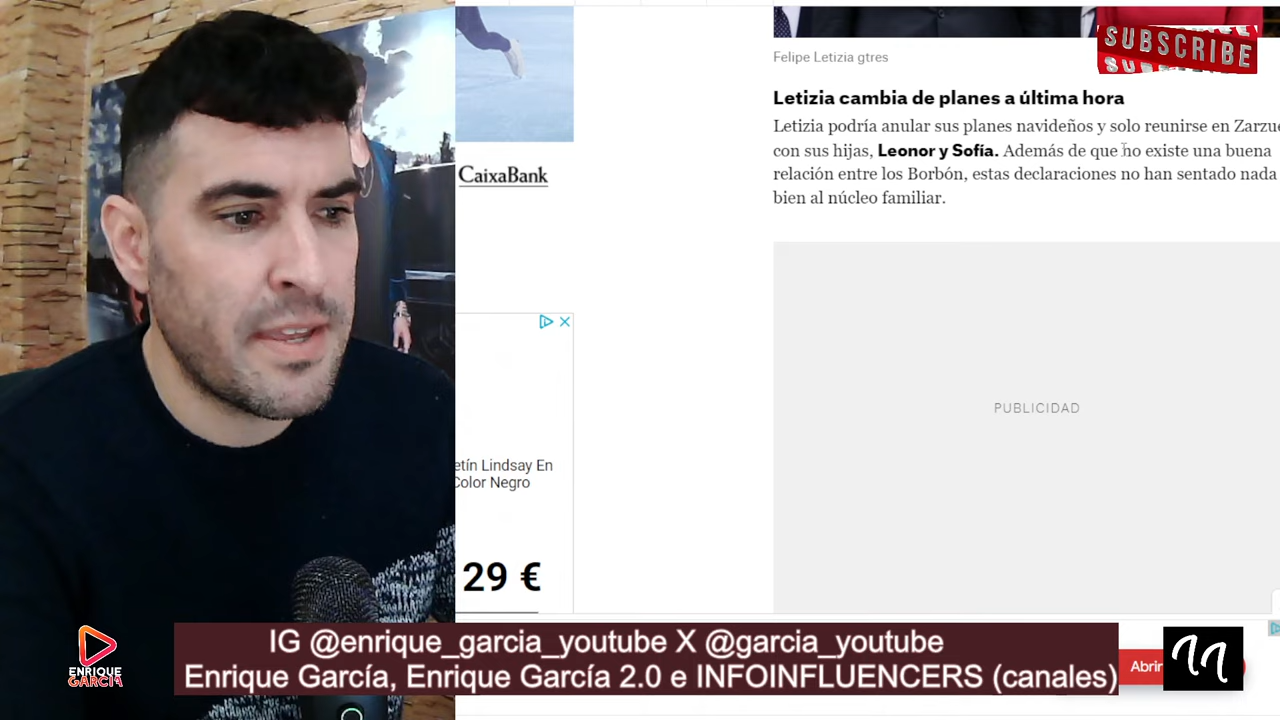 SUBSCRIBE
Felipe Letizia gtres
Letizia cambia de planes a última hora
Letizia podría anular sus planes navideños y solo reunirse en Zarzue
con sus hijas, Leonor y Sofía. Además de que no existe una buena
relación entre los Borbón, estas declaraciones no han sentado nada
bien al núcleo familiar.
CaixaBank
PUBLICIDAD
etín Lindsay En
Color Negro
29 €
IG @enrique_garcia_youtube X @garcia_youtube
Enrique García, Enrique García 2.0 e INFOINFLUENCERS (canales)
ENRIQUE
GARCÍA
Abrir